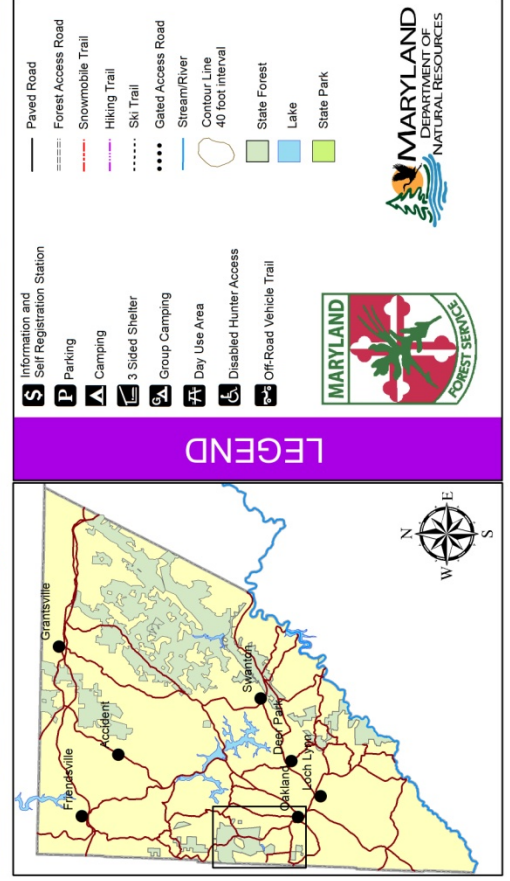 LEGEND
$
Information and
Self Registration Station
P
Parking
Camping
3 Sided Shelter
G
Group Camping
Day Use Area
Disabled Hunter Access
Off-Road Vehicle Trail
Paved Road
Forest Access Road
Snowmobile Trail
Hiking Trail
Ski Trail
Gated Access Road
Stream/River
Contour Line
40 foot interval
State Forest
Lake
State Park
MARYLAND
FOREST SERVICE
MARYLAND
DEPARTMENT OF
NATURAL RESOURCES
Grantsville
Friendsville
Accident
Swanton
Deer Park
Oakland
Loch Lynn
N
W
E
S